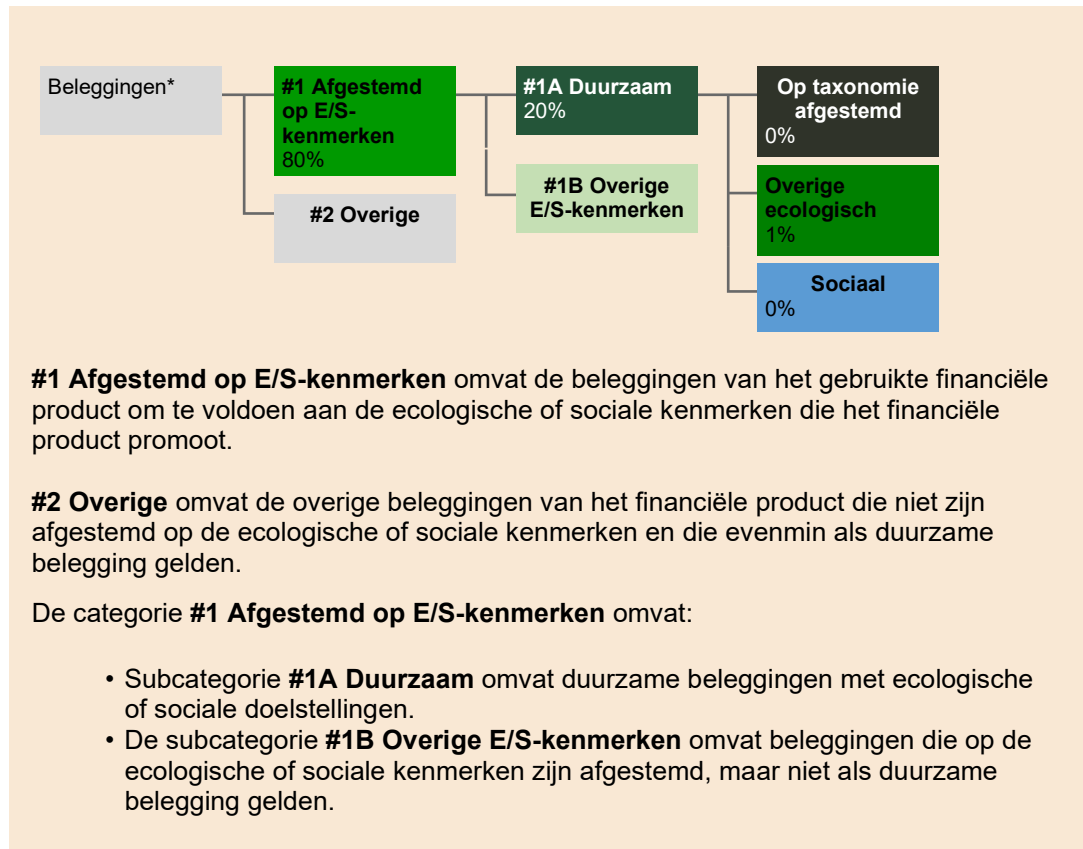 Beleggingen*
#1 Afgestemd
op E/S-
kenmerken
80%
#2 Overige
#1A Duurzaam
20%
#1B Overige
E/S-kenmerken
Op taxonomie
afgestemd
0%
Overige
ecologisch
1%
Sociaal
0%
#1 Afgestemd op E/S-kenmerken omvat de beleggingen van het gebruikte financiële
product om te voldoen aan de ecologische of sociale kenmerken die het financiële
product promoot.
#2 Overige omvat de overige beleggingen van het financiële product die niet zijn
afgestemd op de ecologische of sociale kenmerken en die evenmin als duurzame
belegging gelden.
De categorie #1 Afgestemd op E/S-kenmerken omvat:
• Subcategorie #1A Duurzaam omvat duurzame beleggingen met ecologische
of sociale doelstellingen.
• De subcategorie #1B Overige E/S-kenmerken omvat beleggingen die op de
ecologische of sociale kenmerken zijn afgestemd, maar niet als duurzame
belegging gelden.